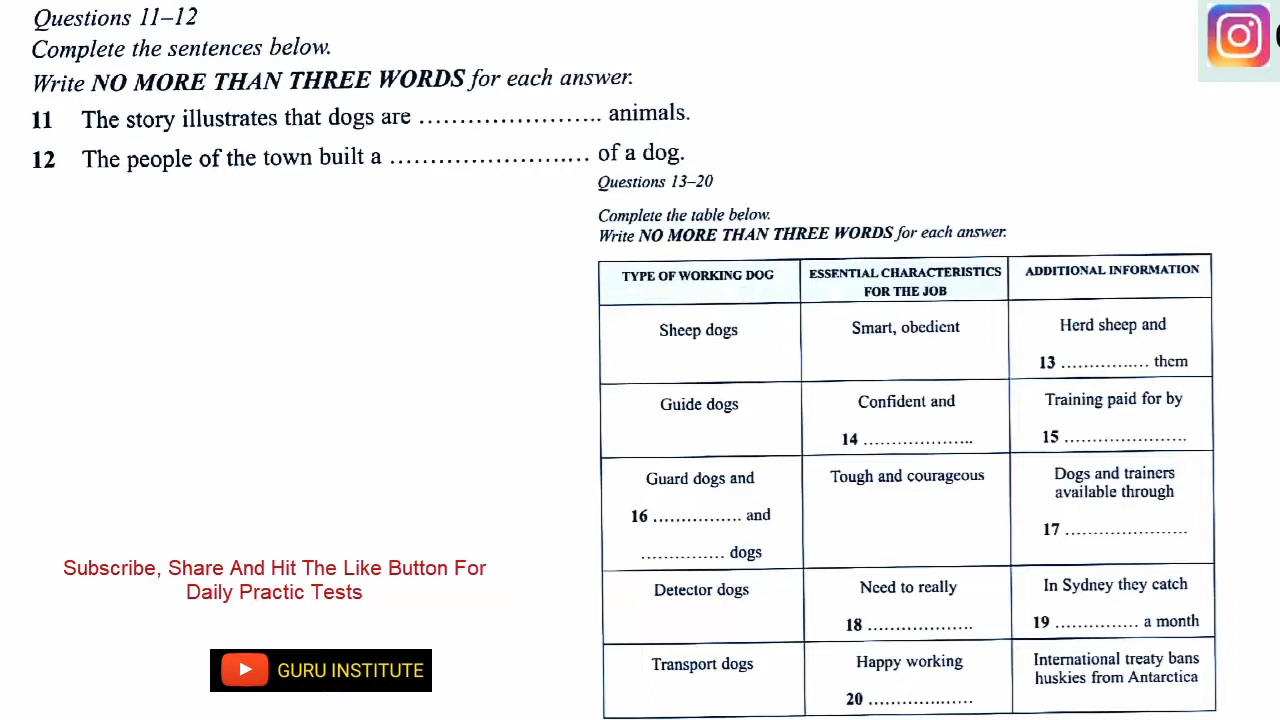 Questions 11–12
Complete the sentences below.
Write NO MORE THAN THREE WORDS for each answer.
11 The story illustrates that dogs are ...................... animals.
12 The people of the town built a ......................... of a dog.
Questions 13–20
Complete the table below.
Write NO MORE THAN THREE WORDS for each answer.
TYPE OF WORKING DOG
ESSENTIAL CHARACTERISTICS
FOR THE JOB
ADDITIONAL INFORMATION
Sheep dogs
Smart, obedient
Herd sheep and
13 ................ them
Guide dogs
Confident and
14 ....................
Training paid for by
15 ......................
Guard dogs and
16 ................ and
............... dogs
Tough and courageous
Dogs and trainers
available through
17 ......................
Detector dogs
Need to really
18 ...................
In Sydney they catch
19 ............... a month
Transport dogs
Happy working
20 .......................
International treaty bans
huskies from Antarctica
Subscribe, Share And Hit The Like Button For
Daily Practic Tests
GURU INSTITUTE